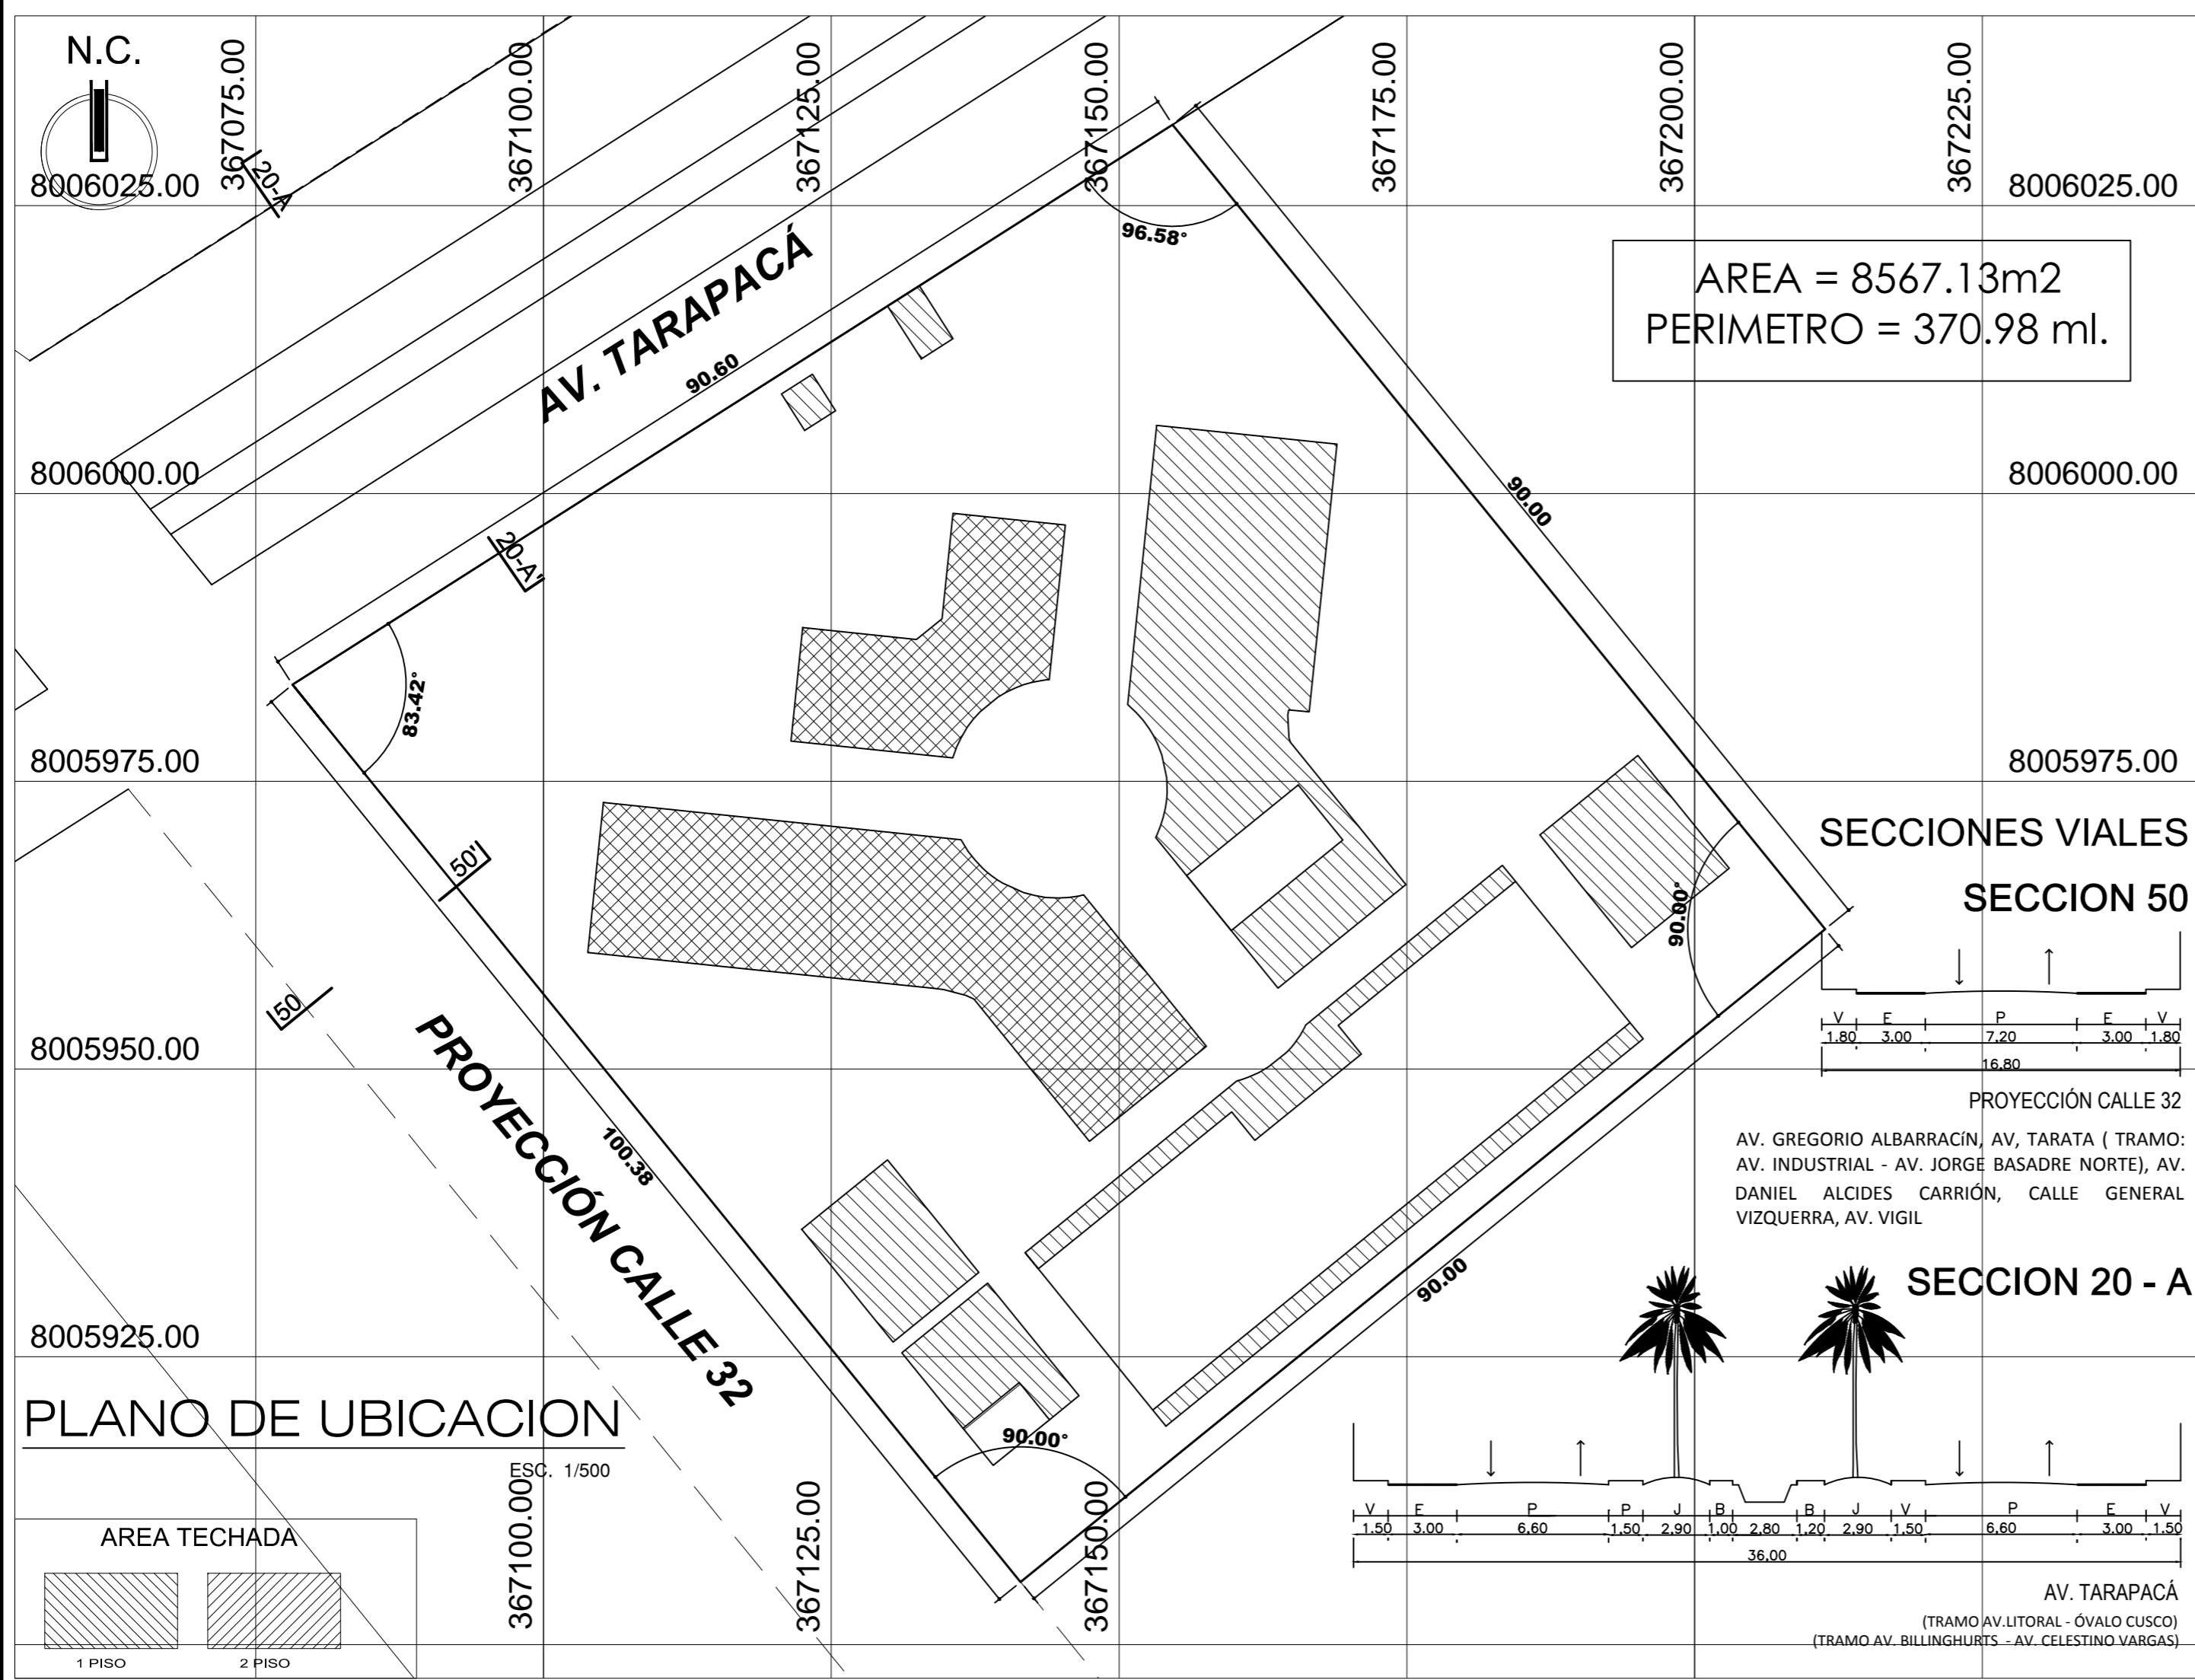 N.C.
367075.00
367100.00
367125.00
367150.00
367175.00
367200.00
367225.00
8006025.00
8006025.00
20-A
96.58°
AREA = 8567.13m2
PERIMETRO = 370.98 ml.
AV. TARAPACÁ
90.60
8006000.00
8006000.00
90.00
20-A'
83.42°
8005975.00
8005975.00
SECCIONES VIALES
50'
SECCION 50
90.00°
50
V E P E V
1.80 3.00 7.20 3.00 1.80
16.80
8005950.00
PROYECCIÓN CALLE 32
PROYECCIÓN CALLE 32
100.38
AV. GREGORIO ALBARRACÍN, AV, TARATA ( TRAMO:
AV. INDUSTRIAL - AV. JORGE BASADRE NORTE), AV.
DANIEL ALCIDES CARRIÓN, CALLE GENERAL
VIZQUERRA, AV. VIGIL
SECCION 20 - A
90.00
8005925.00
PLANO DE UBICACION
ESC. 1/500
90.00°
367100.00
367125.00
367150.00
V E P P J B B J V P E V
1.50 3.00 6.60 1.50 2.90 1.00 2.80 1.20 2.90 1.50 6.60 3.00 1.50
36.00
AREA TECHADA
1 PISO
2 PISO
AV. TARAPACÁ
(TRAMO AV.LITORAL - ÓVALO CUSCO)
(TRAMO AV. BILLINGHURTS - AV. CELESTINO VARGAS)